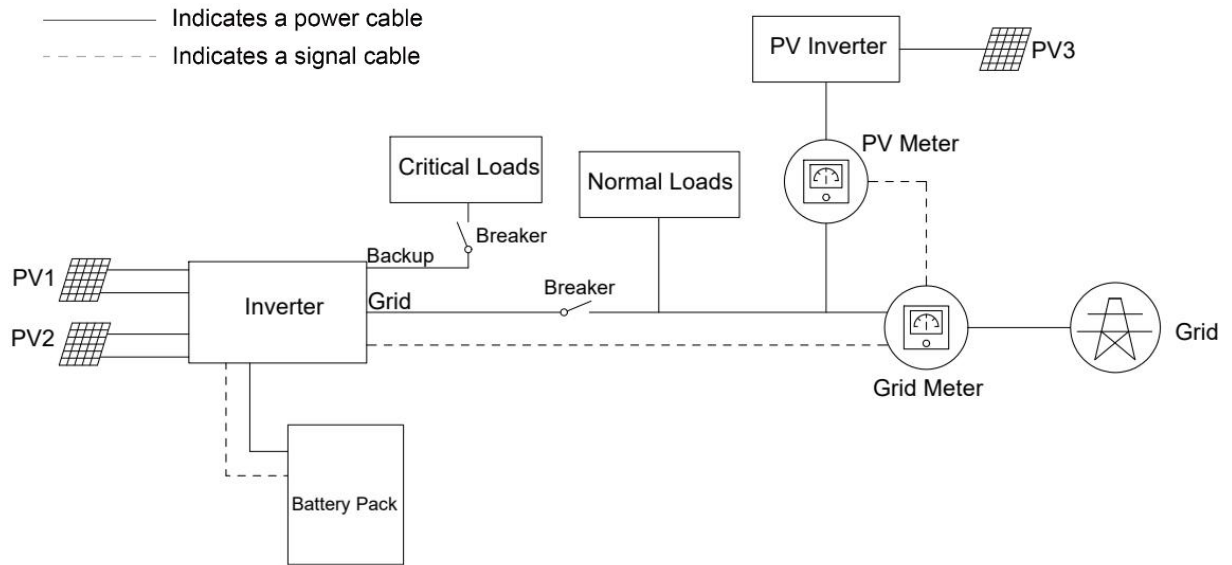 Indicates a power cable
Indicates a signal cable
PV Inverter
PV3
PV Meter
Critical Loads
Normal Loads
Breaker
Backup
PV1
Inverter
Grid
Breaker
PV2
Grid
Grid Meter
Battery Pack